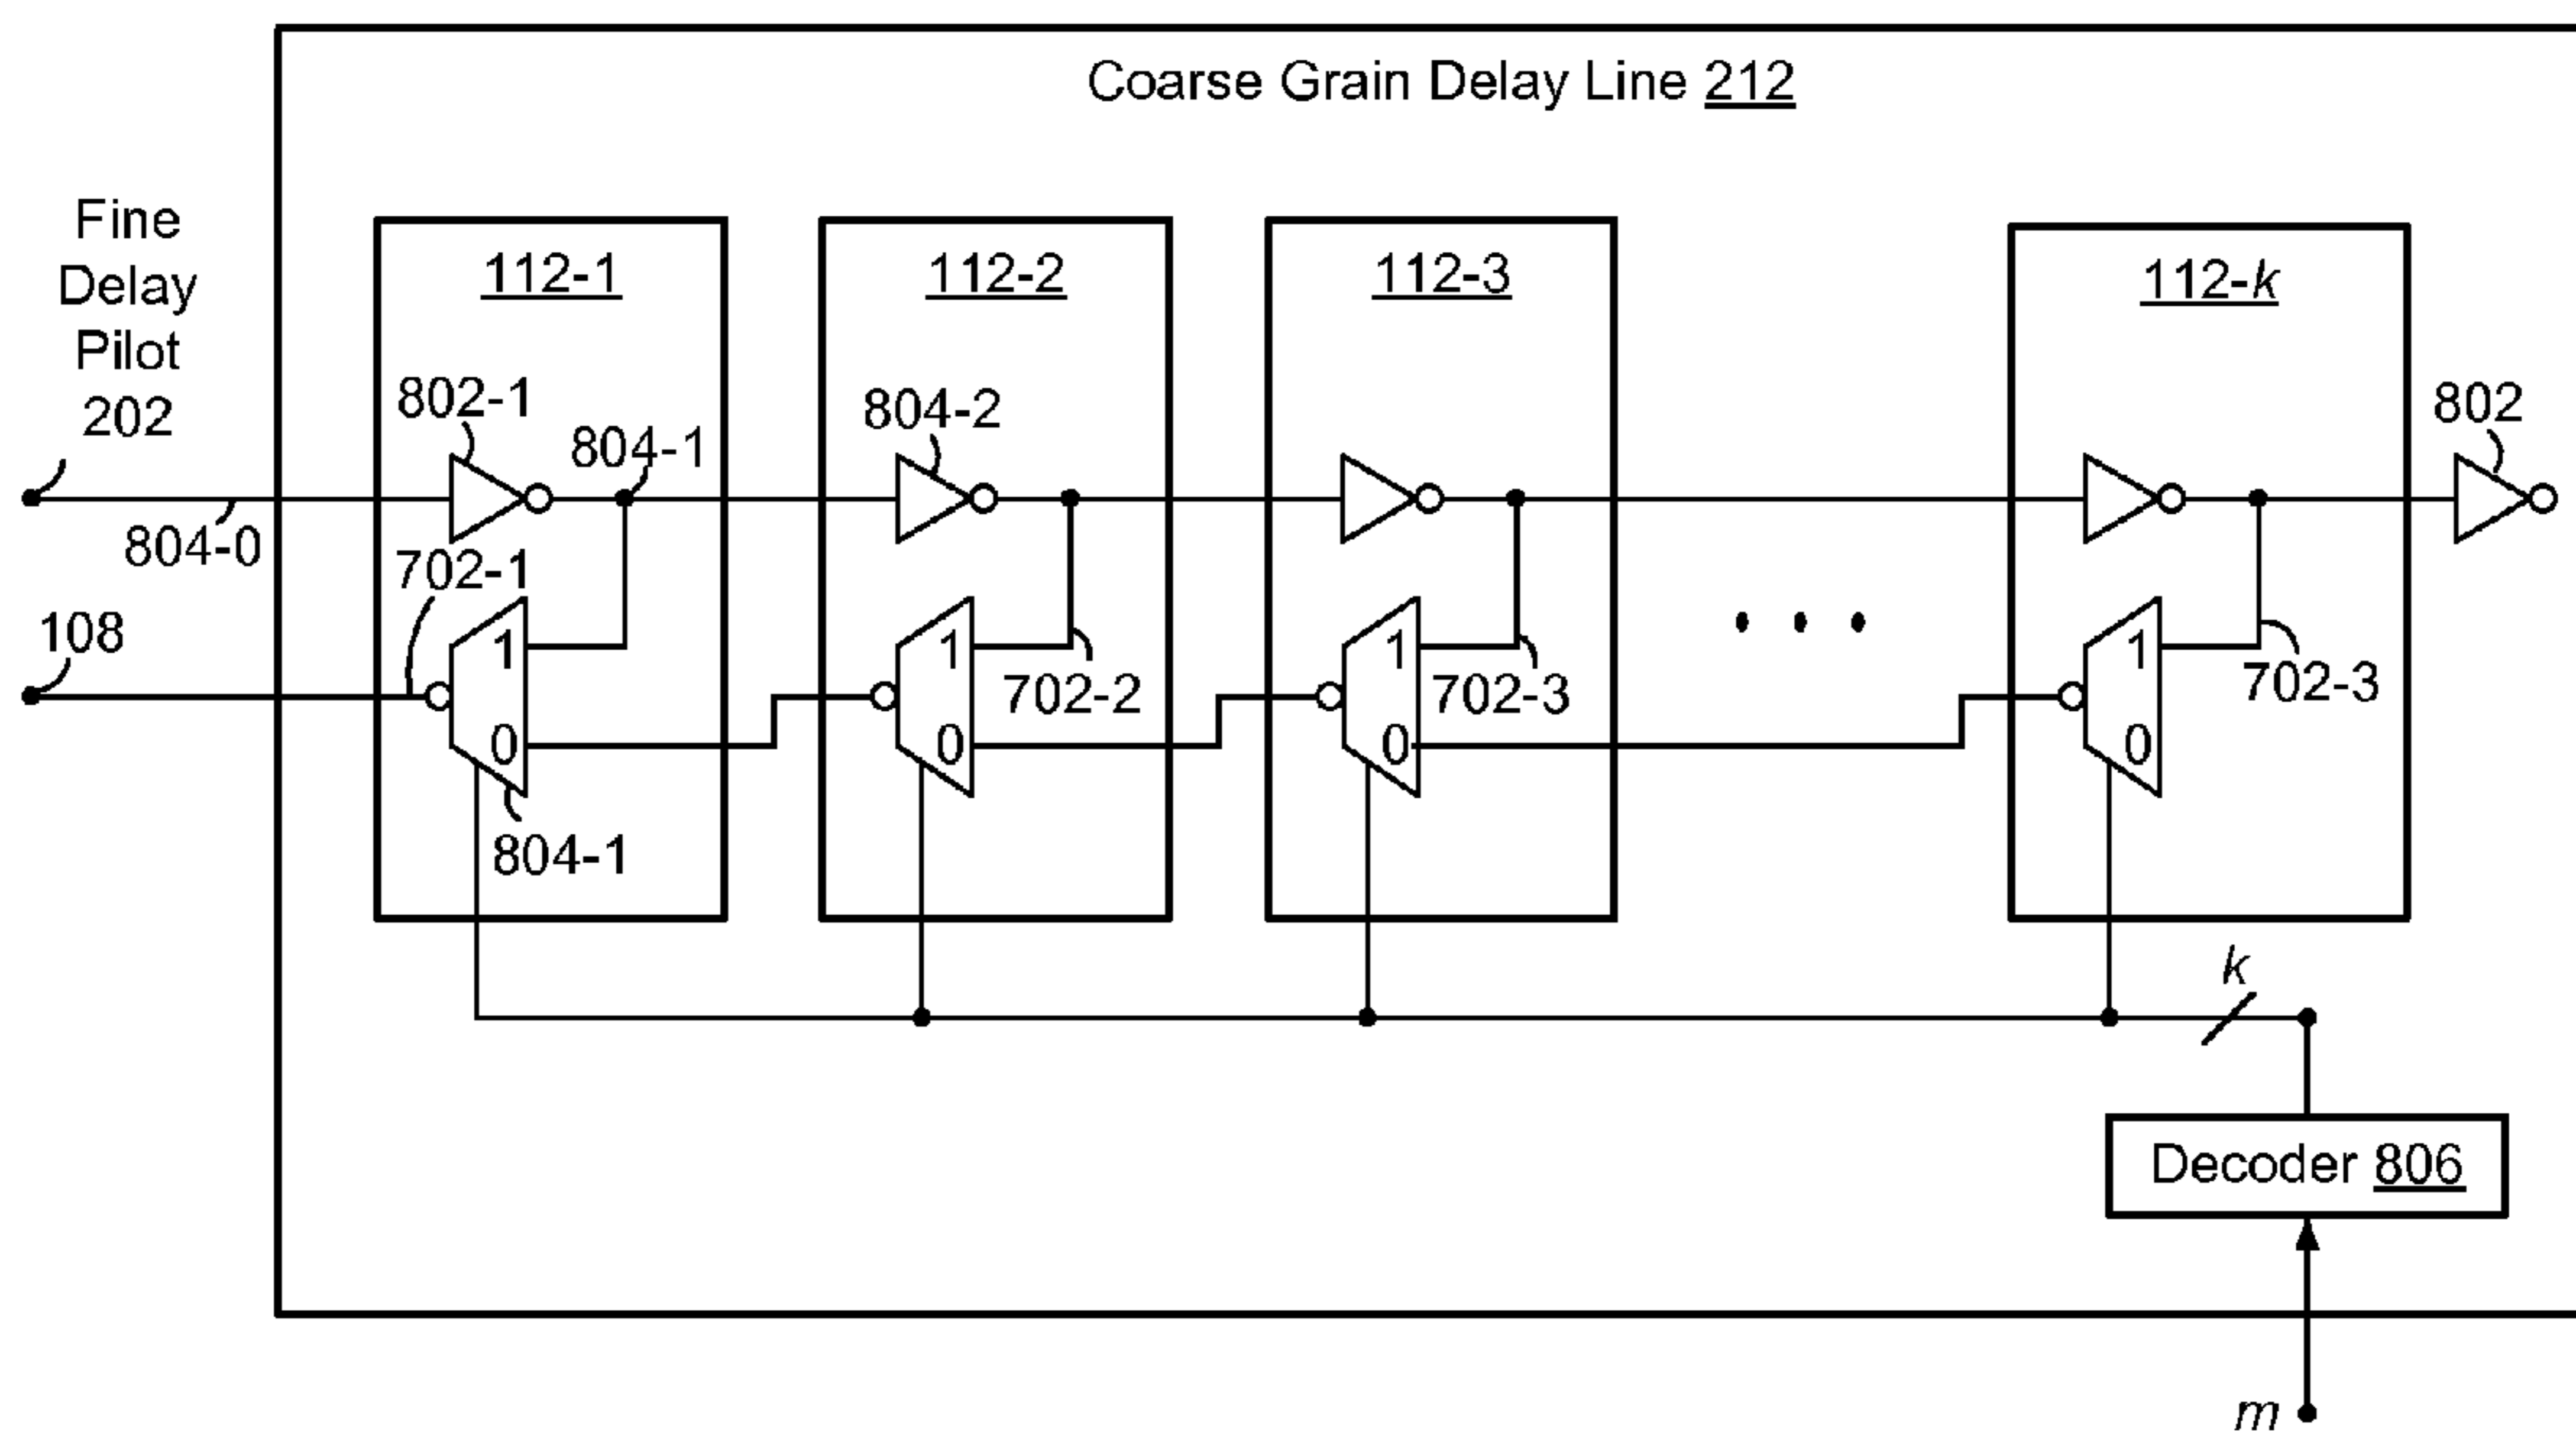 Coarse Grain Delay Line 212
Fine
Delay
Pilot
202
112-1
112-2
112-3
112-k
802-1
804-1
804-2
802
804-0
702-1
108
1
0
804-1
1
0
702-2
1
0
702-3
1
0
702-3
k
Decoder 806
m